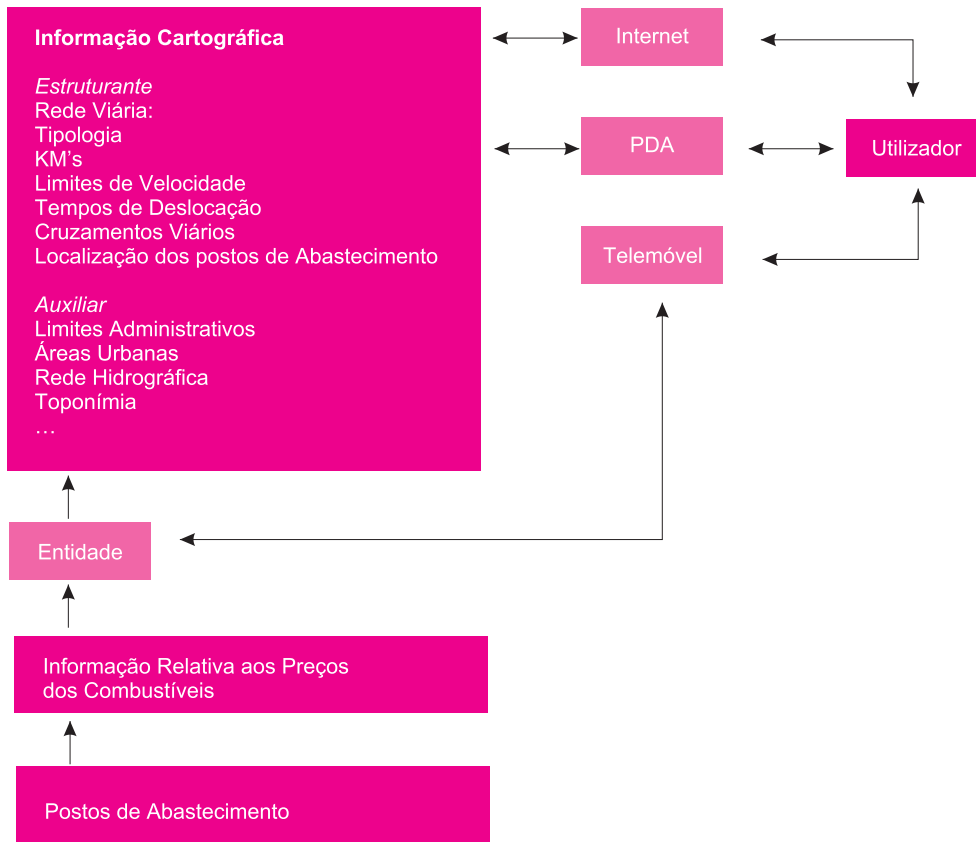 Informação Cartográfica
Estruturante
Rede Viária:
Tipologia
KM’s
Limites de Velocidade
Tempos de Deslocação
Cruzamentos Viários
Localização dos postos de Abastecimento
Auxiliar
Limites Administrativos
Áreas Urbanas
Rede Hidrográfica
Toponímia
…
Internet
PDA
Telemóvel
Utilizador
Entidade
Informação Relativa aos Preços
dos Combustíveis
Postos de Abastecimento